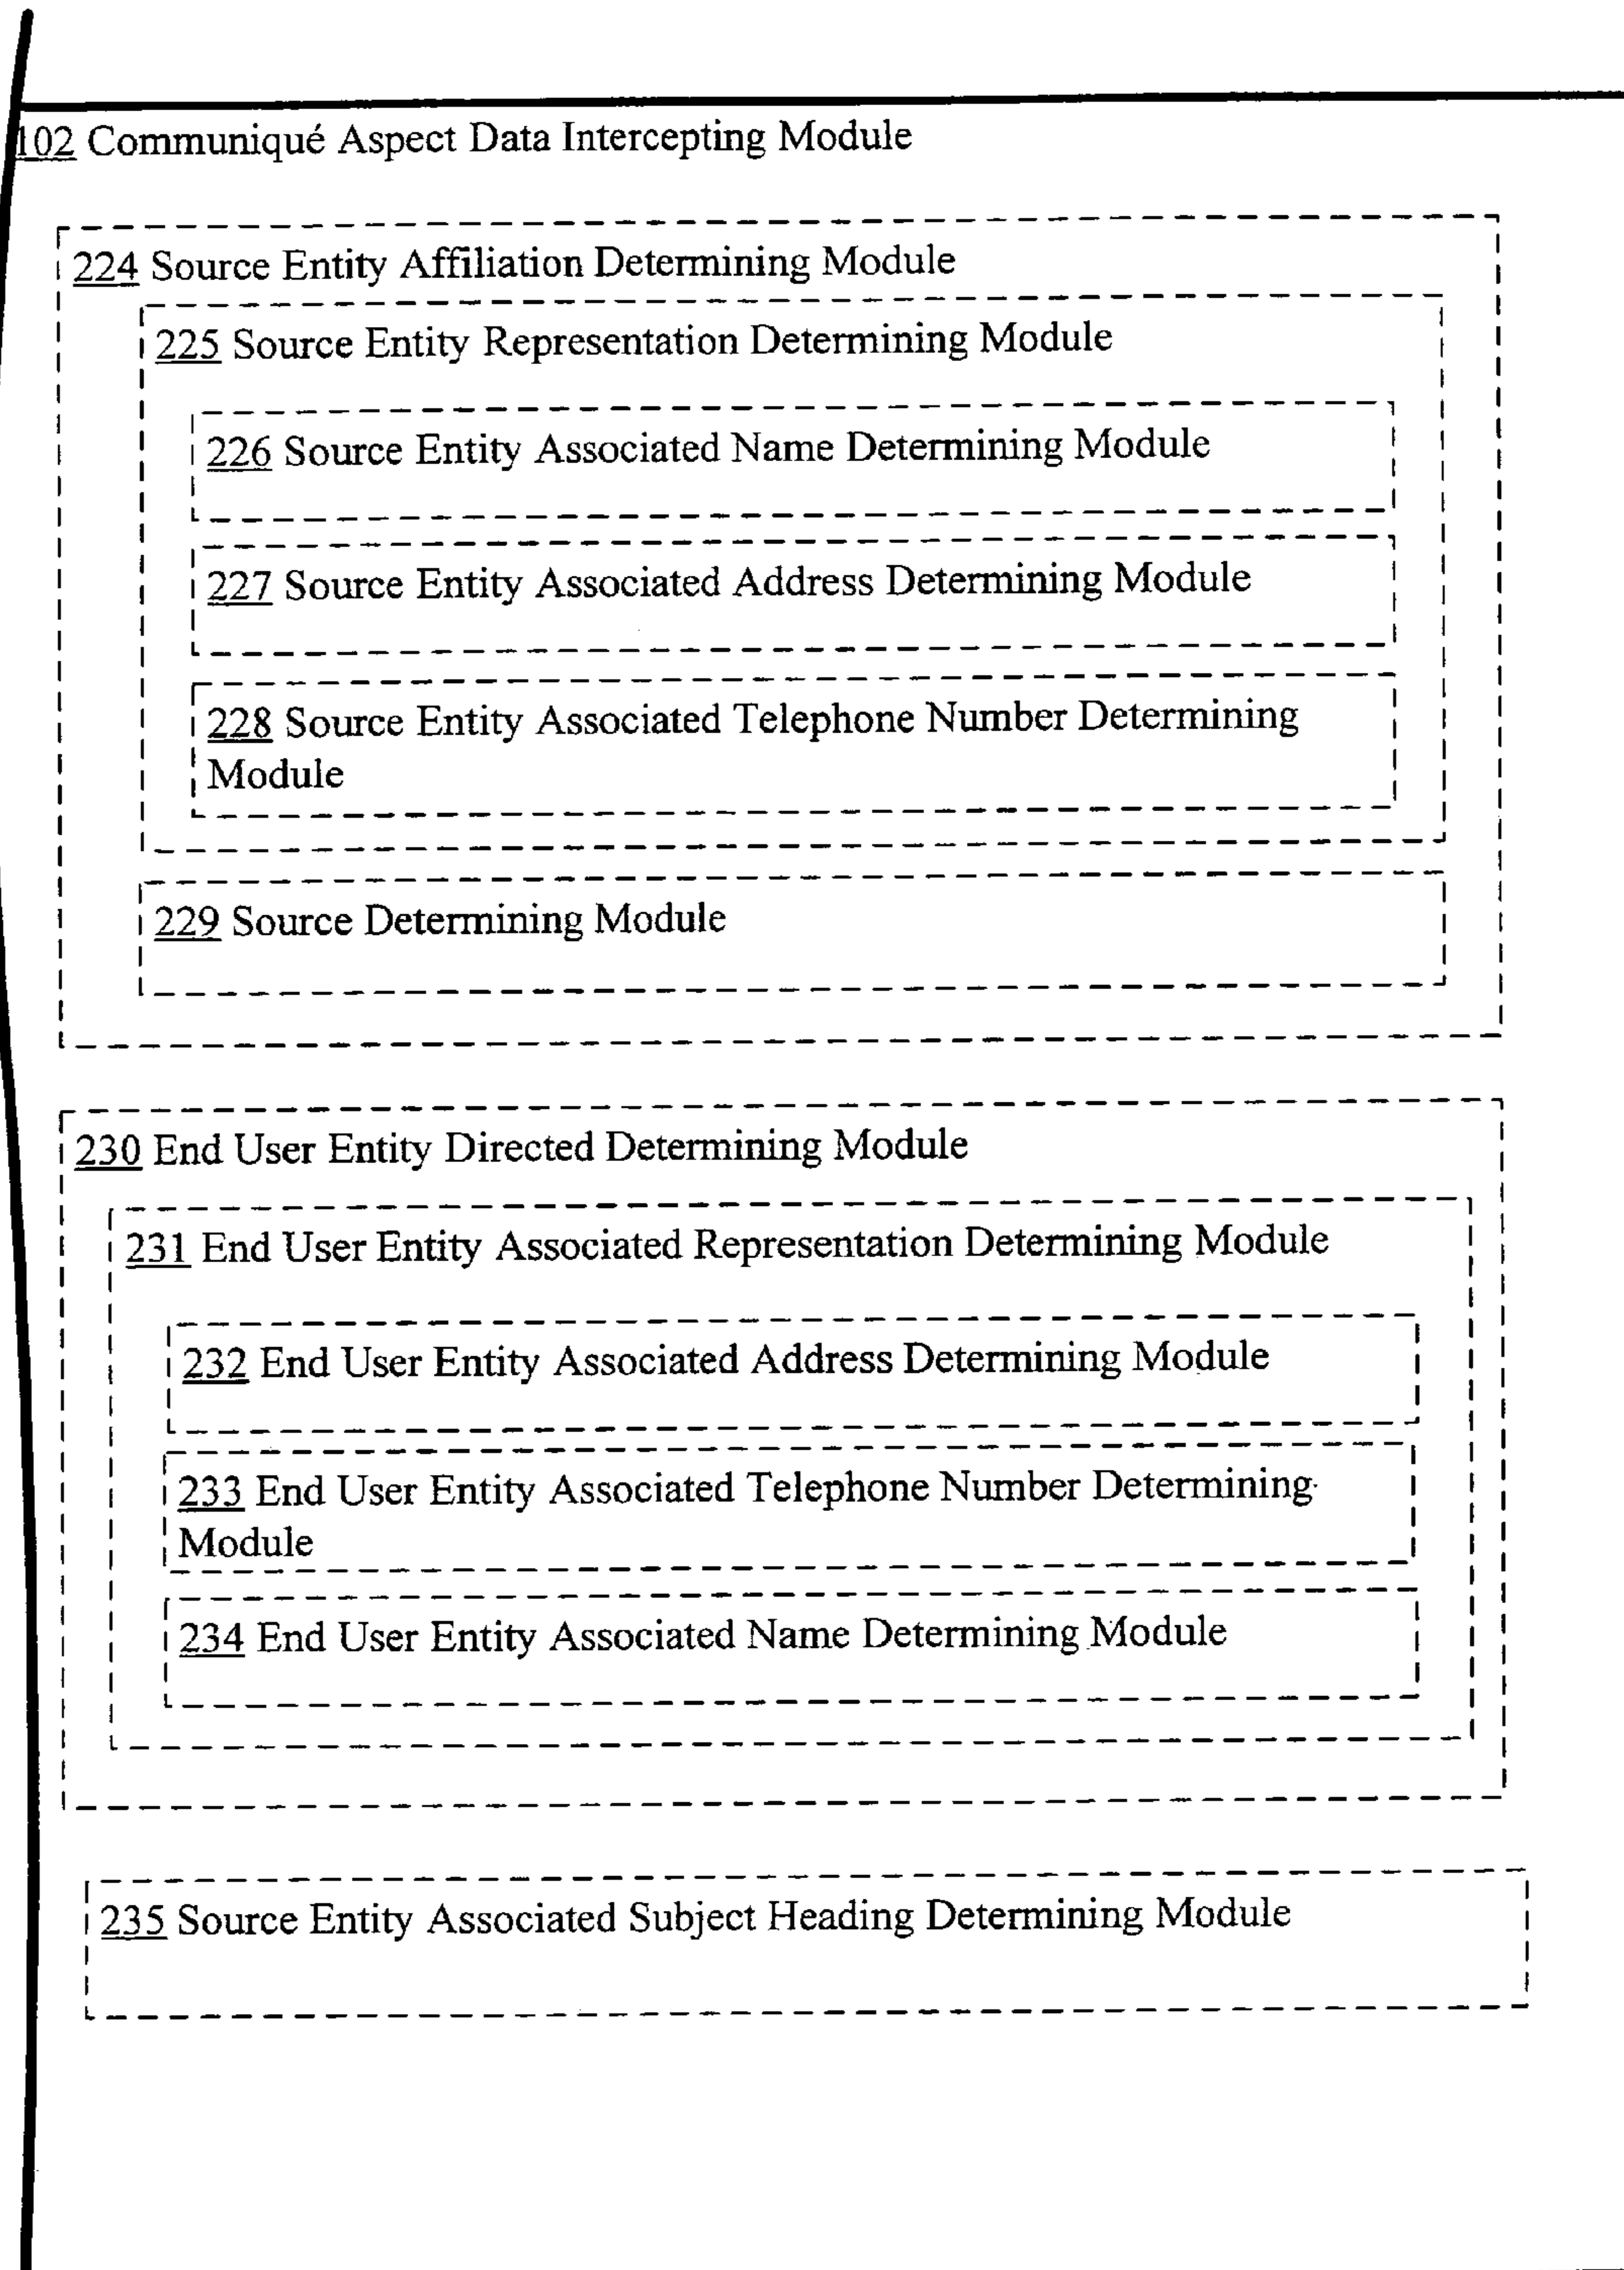 102 Communiqué Aspect Data Intercepting Module
224 Source Entity Affiliation Determining Module
225 Source Entity Representation Determining Module
226 Source Entity Associated Name Determining Module
227 Source Entity Associated Address Determining Module
228 Source Entity Associated Telephone Number Determining
Module
229 Source Determining Module
230 End User Entity Directed Determining Module
231 End User Entity Associated Representation Determining Module
232 End User Entity Associated Address Determining Module
233 End User Entity Associated Telephone Number Determining
Module
234 End User Entity Associated Name Determining Module
235 Source Entity Associated Subject Heading Determining Module